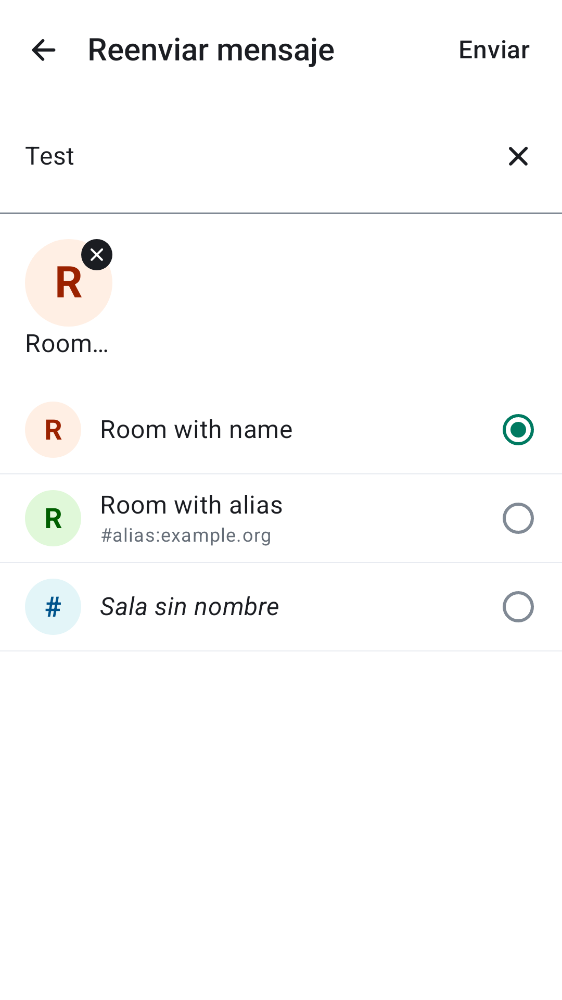 Reenviar mensaje
Enviar
Test
R
Room…
R
Room with name
R
Room with alias
#alias:example.org
#
Sala sin nombre